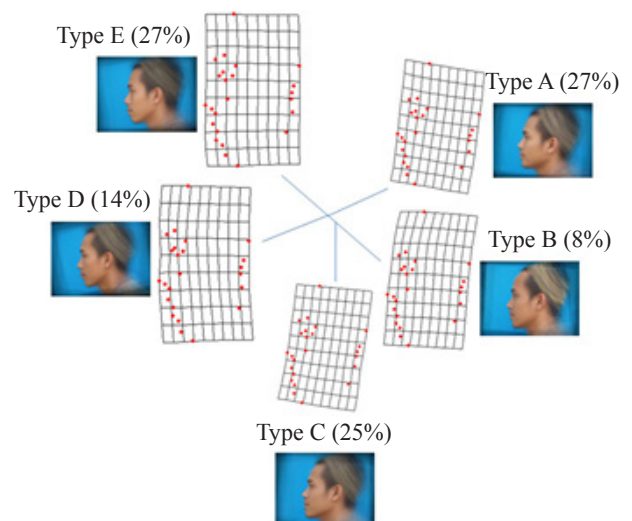 Type E (27%)
Type A (27%)
Type D (14%)
Type B (8%)
Type C (25%)